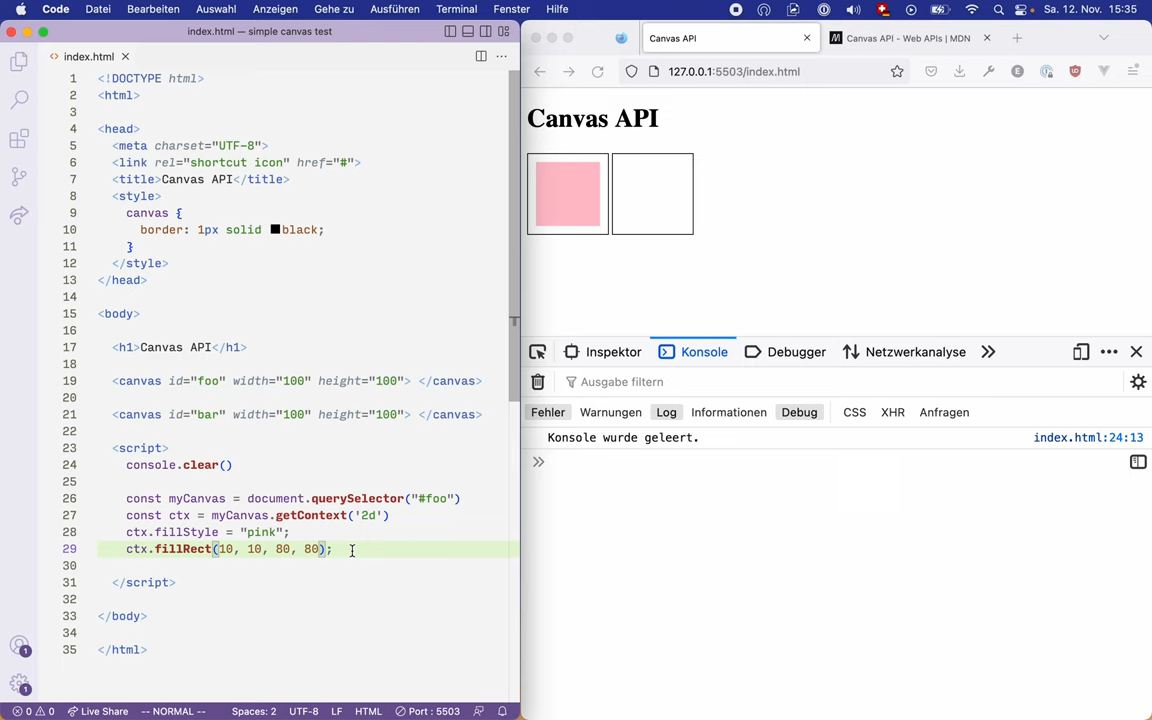 Code Datei Bearbeiten Auswahl Anzeigen Gehe zu Ausführen Terminal Fenster Hilfe Sa. 12. Nov. 15:35
index.html — simple canvas test
index.html
1 <!DOCTYPE html>
2 <html>
3
4 <head>
5 <meta charset="UTF-8">
6 <link rel="shortcut icon" href="#">
7 <title>Canvas API</title>
8 <style>
9 canvas {
10 border: 1px solid black;
11 }
12 </style>
13 </head>
14
15 <body>
16
17 <h1>Canvas API</h1>
18
19 <canvas id="foo" width="100" height="100"> </canvas>
20
21 <canvas id="bar" width="100" height="100"> </canvas>
22
23 <script>
24 console.clear()
25
26 const myCanvas = document.querySelector("#foo")
27 const ctx = myCanvas.getContext('2d')
28 ctx.fillStyle = "pink";
29 ctx.fillRect(10, 10, 80, 80);
30
31 </script>
32
33 </body>
34
35 </html>
1
1
0 0 Live Share -- NORMAL -- Spaces: 2 UTF-8 LF HTML Port : 5503
Canvas API Canvas API - Web APIs | MDN
127.0.0.1:5503/index.html
Canvas API
Inspektor Konsole Debugger Netzwerkanalyse
Ausgabe filtern
Fehler Warnungen Log Informationen Debug CSS XHR Anfragen
Konsole wurde geleert. index.html:24:13